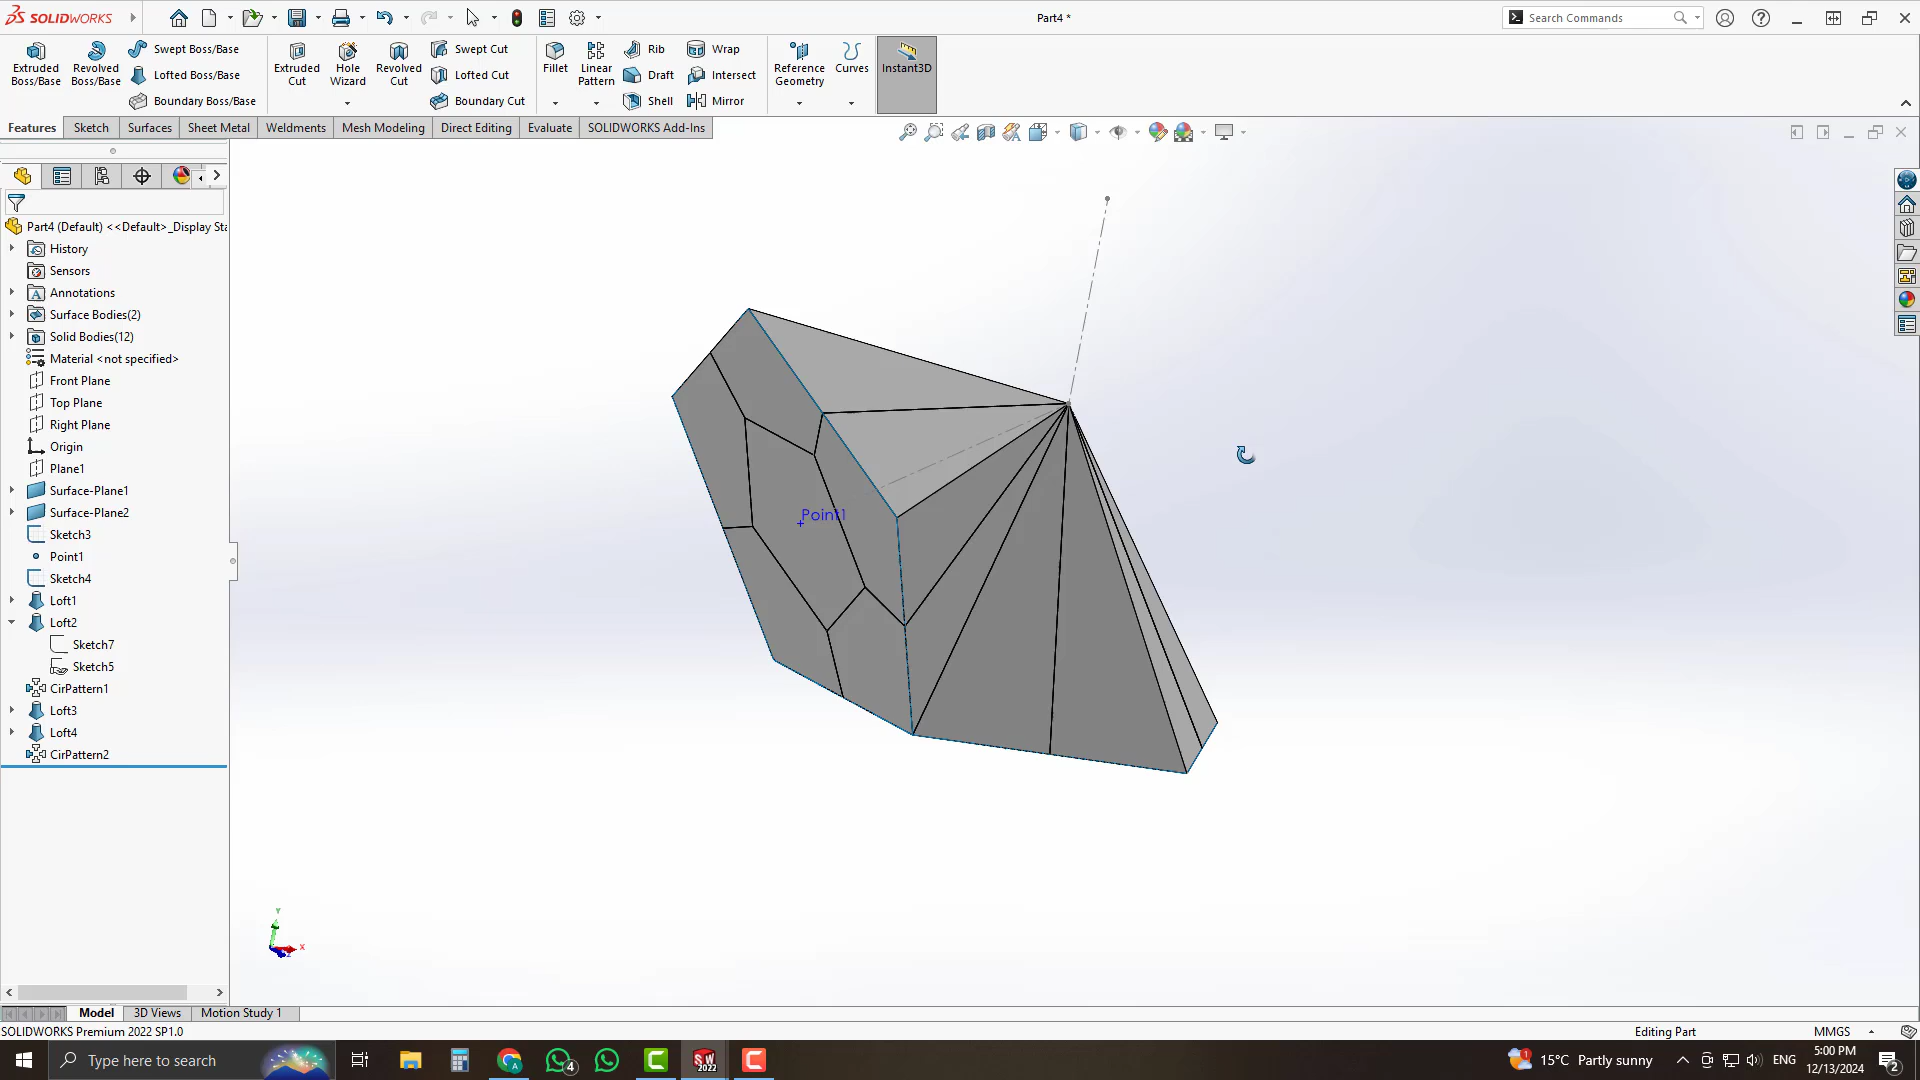 SOLIDWORKS
Part4 *
Search Commands
Extruded Boss/Base
Revolved Boss/Base
Swept Boss/Base
Lofted Boss/Base
Boundary Boss/Base
Extruded Cut
Hole Wizard
Revolved Cut
Swept Cut
Lofted Cut
Boundary Cut
Fillet
Linear Pattern
Rib
Draft
Shell
Wrap
Intersect
Mirror
Reference Geometry
Curves
Instant3D
Features
Sketch
Surfaces
Sheet Metal
Weldments
Mesh Modeling
Direct Editing
Evaluate
SOLIDWORKS Add-Ins
Part4 (Default) <<Default>_Display Sta
History
Sensors
Annotations
Surface Bodies(2)
Solid Bodies(12)
Material <not specified>
Front Plane
Top Plane
Right Plane
Origin
Plane1
Surface-Plane1
Surface-Plane2
Sketch3
Point1
Sketch4
Loft1
Loft2
Sketch7
Sketch5
CirPattern1
Loft3
Loft4
CirPattern2
Point1
Y
X
Model
3D Views
Motion Study 1
SOLIDWORKS Premium 2022 SP1.0
Editing Part
MMGS
Type here to search
4
SW 2022
1
15°C Partly sunny
ENG
5:00 PM
12/13/2024
2